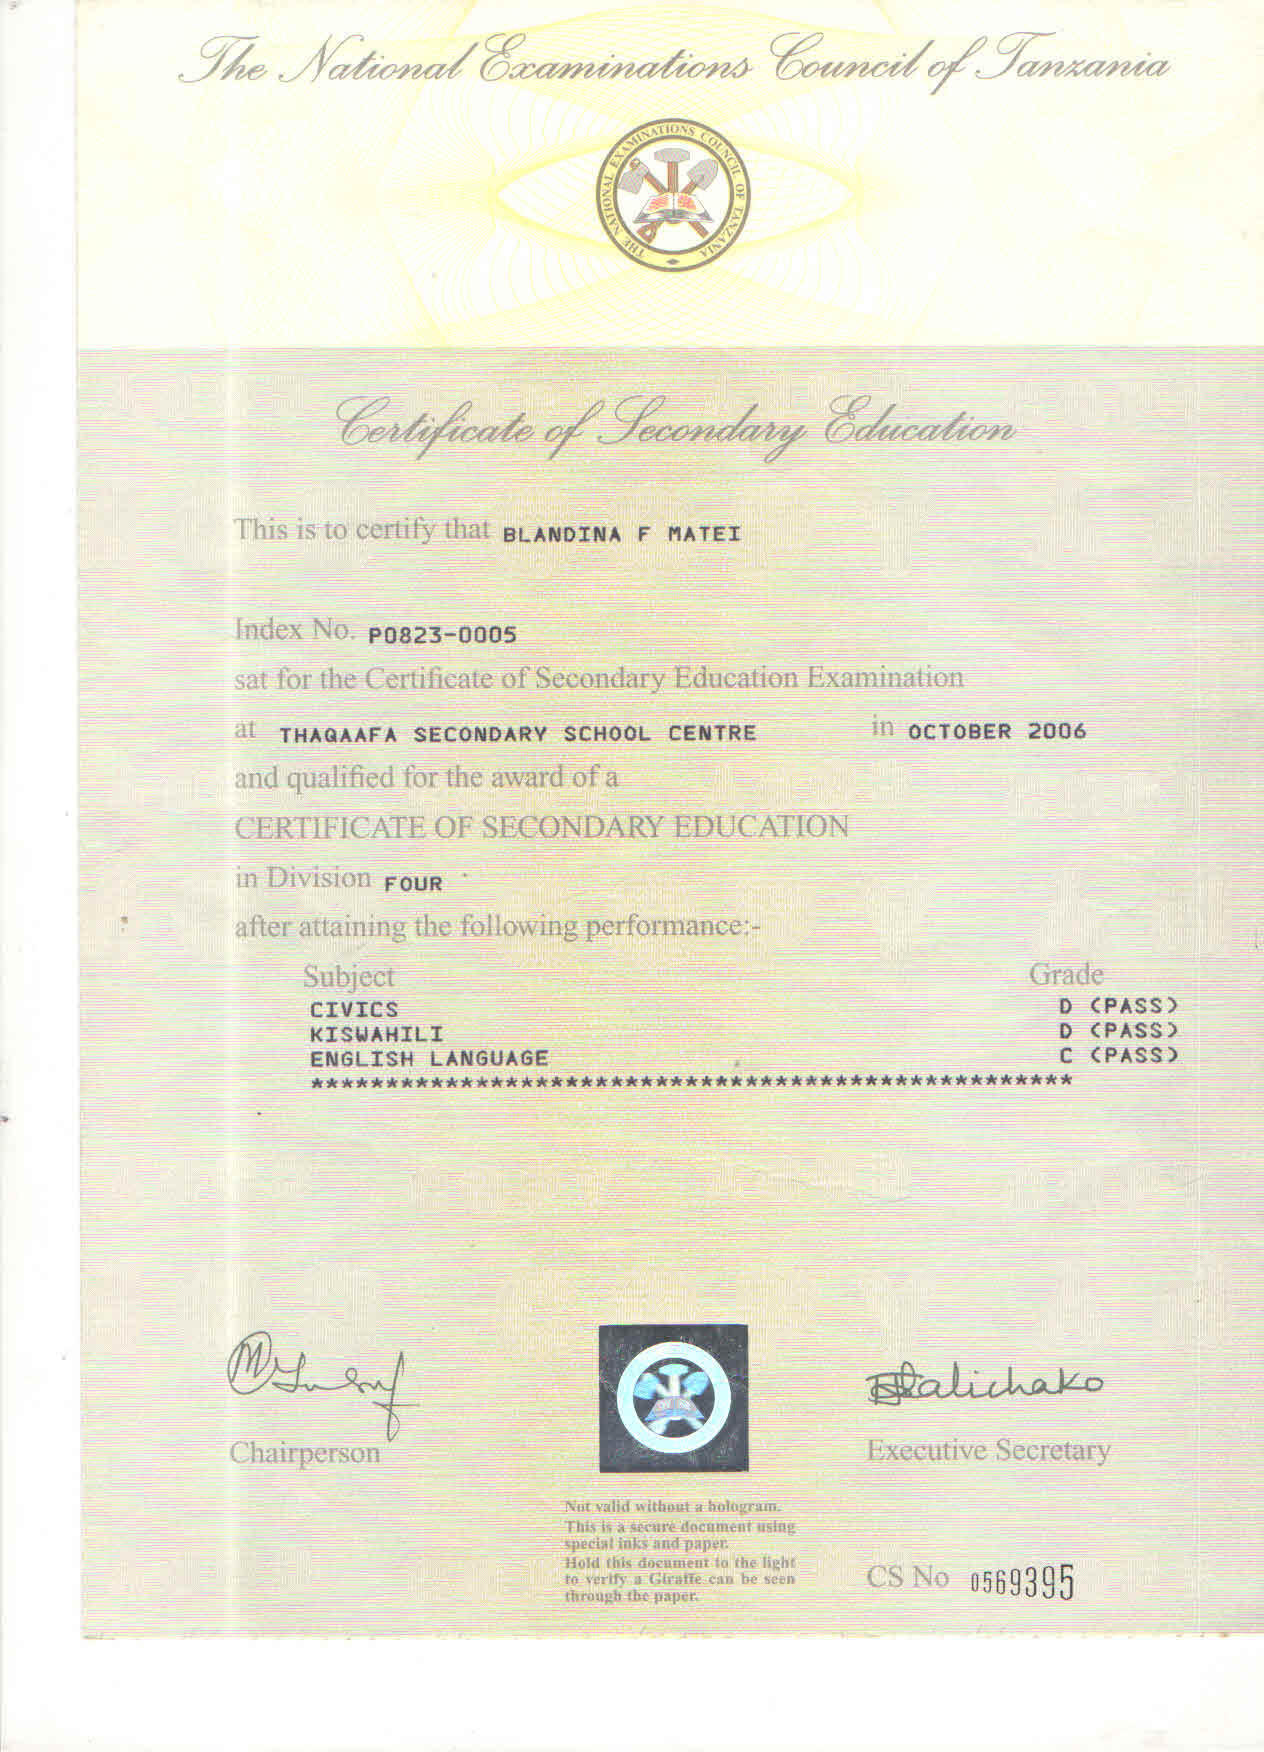 The National Examinations Council of Tanzania
THE NATIONAL EXAMINATIONS COUNCIL OF TANZANIA
Certificate of Secondary Education
This is to certify that BLANDINA F MATEI
Index No. P0823-0005
sat for the Certificate of Secondary Education Examination
at THAQAAFA SECONDARY SCHOOL CENTRE in OCTOBER 2006
and qualified for the award of a
CERTIFICATE OF SECONDARY EDUCATION
in Division FOUR
after attaining the following performance:-
Subject Grade
CIVICS D (PASS)
KISWAHILI D (PASS)
ENGLISH LANGUAGE C (PASS)
***************************************************
Chairperson Executive Secretary
Not valid without a hologram.
This is a secure document using
special inks and paper.
Hold this document to the light
to verify a Giraffe can be seen
through the paper.
CS No 0569395